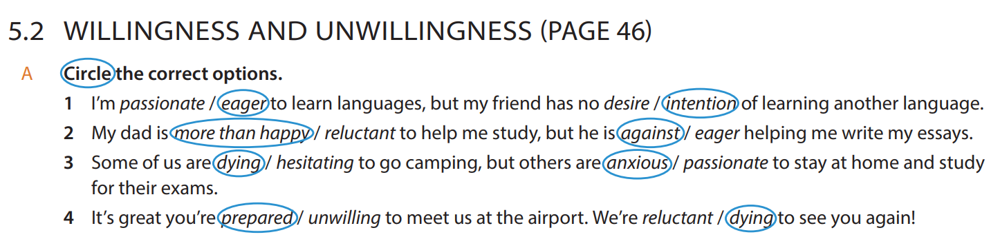 5.2 WILLINGNESS AND UNWILLINGNESS (PAGE 46)
A Circle the correct options.
1 I’m passionate / eager to learn languages, but my friend has no desire / intention of learning another language.
2 My dad is more than happy / reluctant to help me study, but he is against / eager helping me write my essays.
3 Some of us are dying / hesitating to go camping, but others are anxious / passionate to stay at home and study
for their exams.
4 It’s great you’re prepared / unwilling to meet us at the airport. We’re reluctant / dying to see you again!